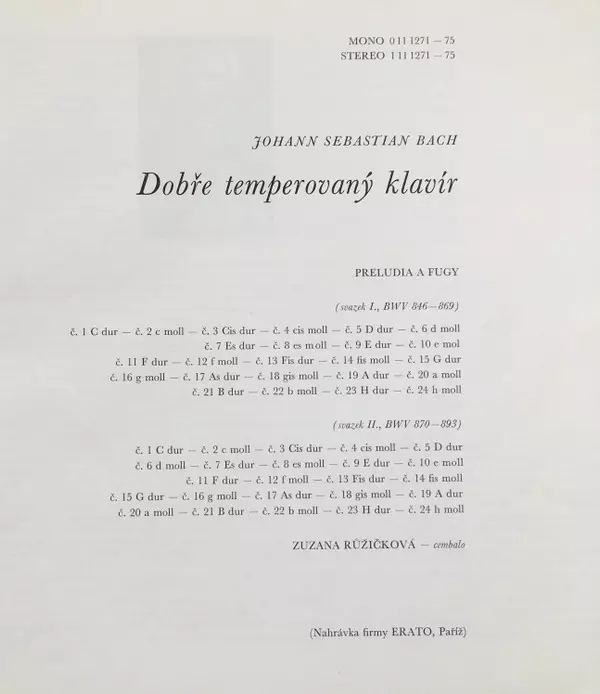 MONO 0 11 1271 — 75
STEREO 1 11 1271 — 75
JOHANN SEBASTIAN BACH
Dobře temperovaný klavír
PRELUDIA A FUGY
(svazek I., BWV 846—869)
č. 1 C dur — č. 2 c moll — č. 3 Cis dur — č. 4 cis moll — č. 5 D dur — č. 6 d moll
č. 7 Es dur — č. 8 es moll — č. 9 E dur — č. 10 e mol
č. 11 F dur — č. 12 f moll — č. 13 Fis dur — č. 14 fis moll — č. 15 G dur
č. 16 g moll — č. 17 As dur — č. 18 gis moll — č. 19 A dur — č. 20 a moll
č. 21 B dur — č. 22 b moll — č. 23 H dur — č. 24 h moll
(svazek II., BWV 870—893)
č. 1 C dur — č. 2 c moll — č. 3 Cis dur — č. 4 cis moll — č. 5 D dur
č. 6 d moll — č. 7 Es dur — č. 8 es moll — č. 9 E dur — č. 10 e moll
č. 11 F dur — č. 12 f moll — č. 13 Fis dur — č. 14 fis moll
č. 15 G dur — č. 16 g moll — č. 17 As dur — č. 18 gis moll — č. 19 A dur
č. 20 a moll — č. 21 B dur — č. 22 b moll — č. 23 H dur — č. 24 h moll
ZUZANA RŮŽIČKOVÁ — cembalo
(Nahrávka firmy ERATO, Paříž)